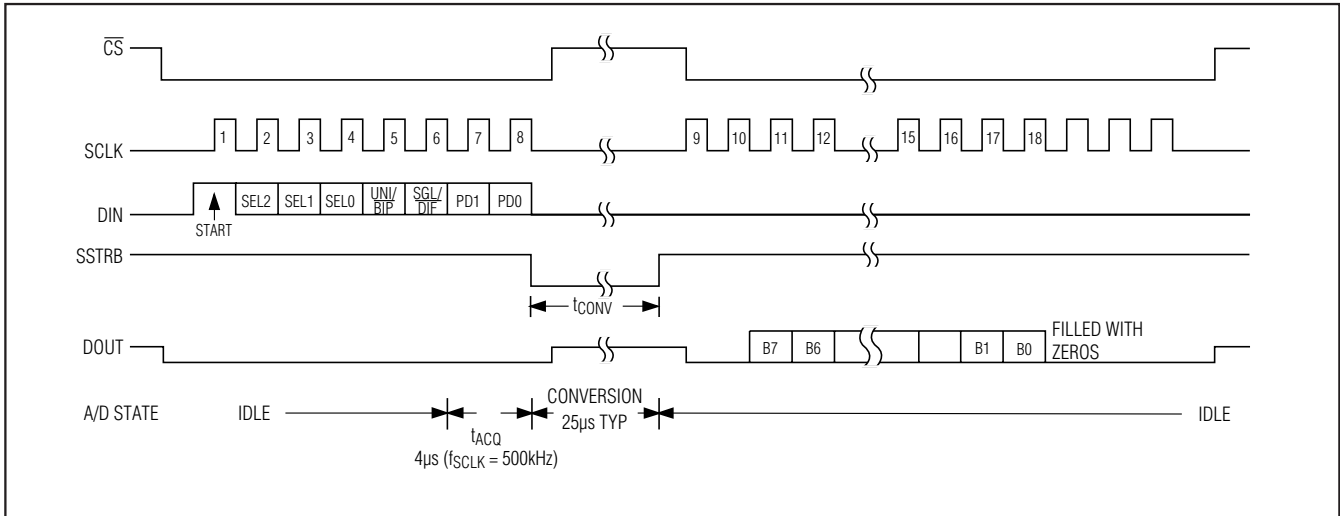 CS
SCLK
1 2 3 4 5 6 7 8 9 10 11 12 15 16 17 18
DIN
SEL2 SEL1 SEL0 UNI/ BIP SGL/ DIF PD1 PD0
START
SSTRB
tCONV
DOUT
B7 B6 B1 B0
FILLED WITH
ZEROS
A/D STATE
IDLE
CONVERSION
25µs TYP
IDLE
tACQ
4µs (fSCLK = 500kHz)